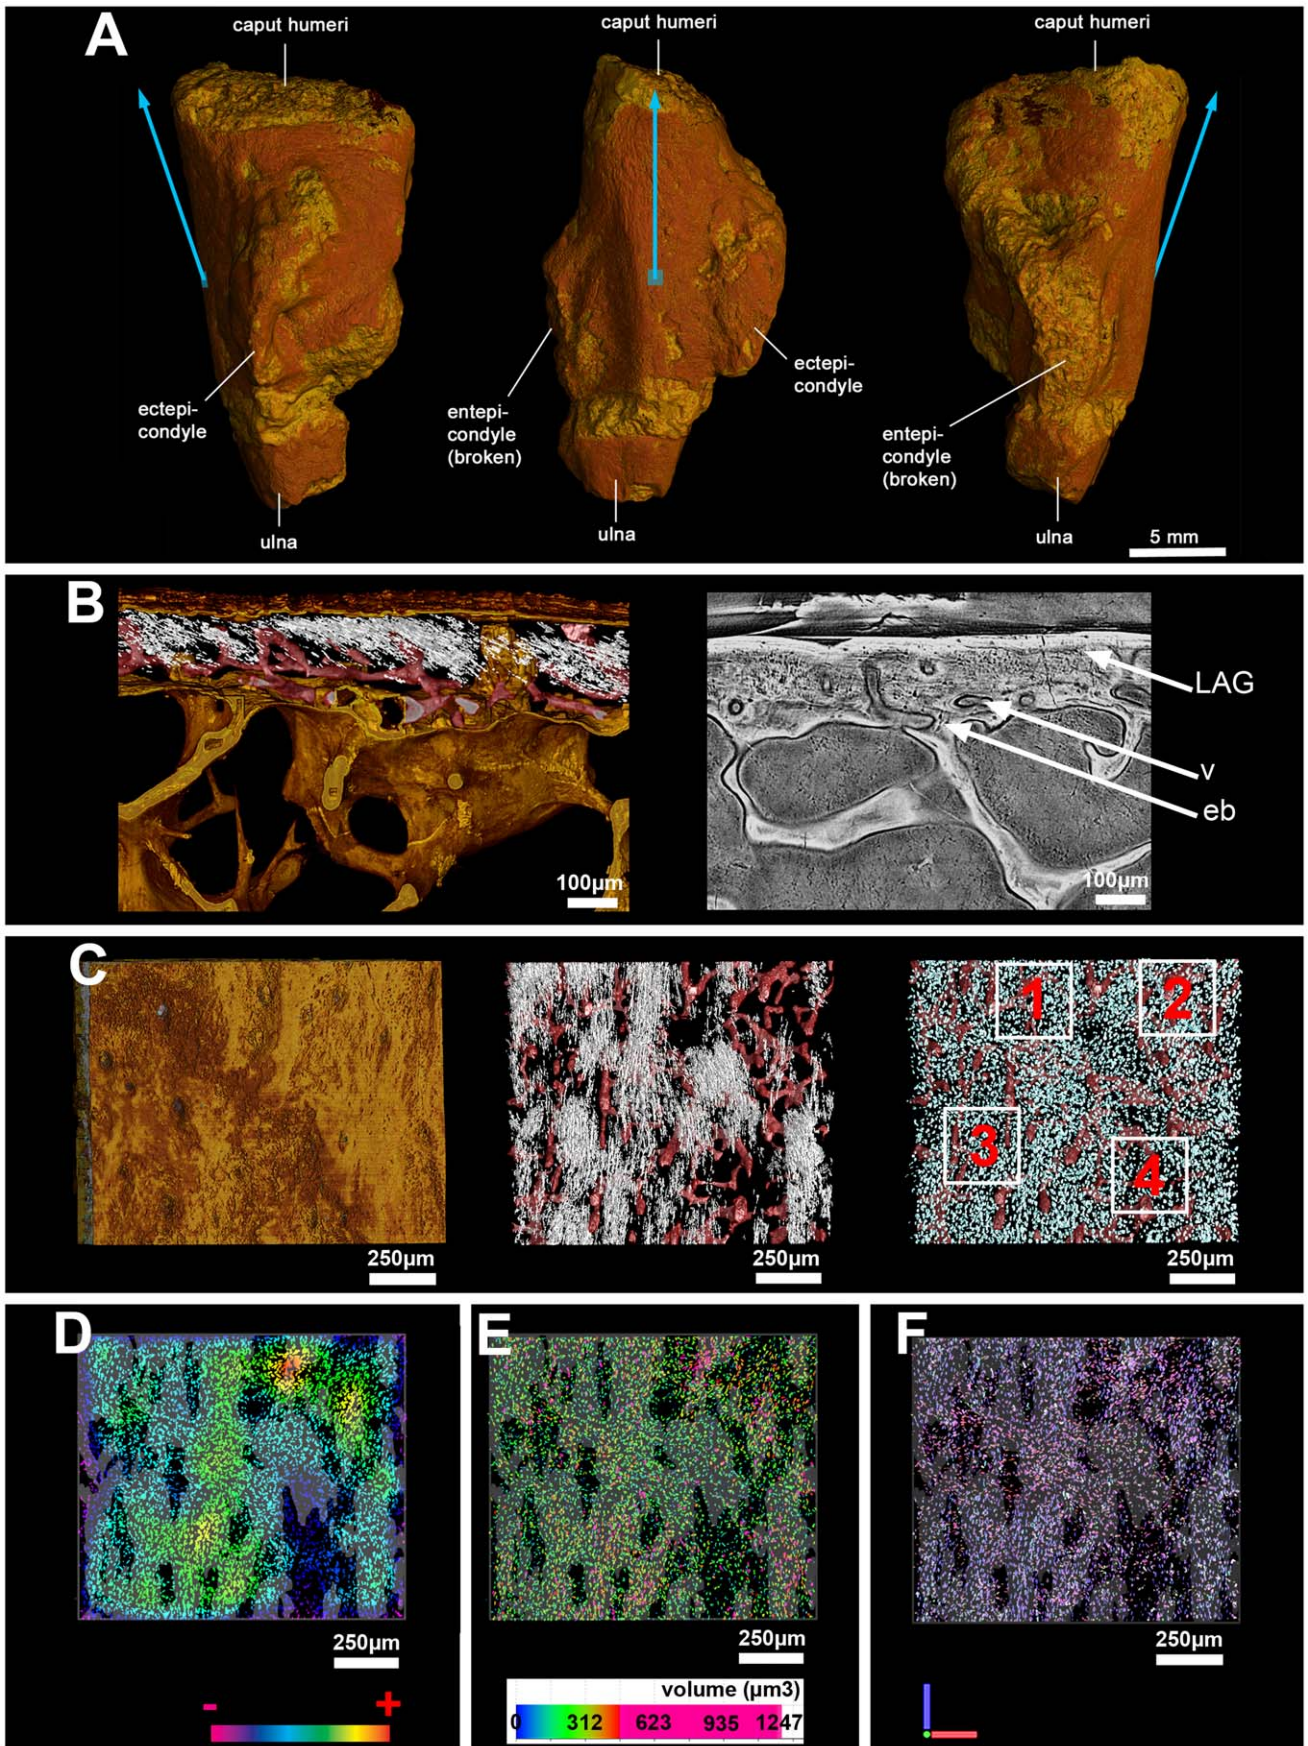 A
caput humeri
caput humeri
caput humeri
ectepi-
condyle
ulna
entepi-
condyle
(broken)
ulna
ectepi-
condyle
entepi-
condyle
(broken)
ulna
5 mm
B
100µm
LAG
v
eb
100µm
C
250µm
250µm
1
2
3
4
250µm
D
250µm
-
+
E
250µm
volume (µm3)
0 312 623 935 1247
F
250µm